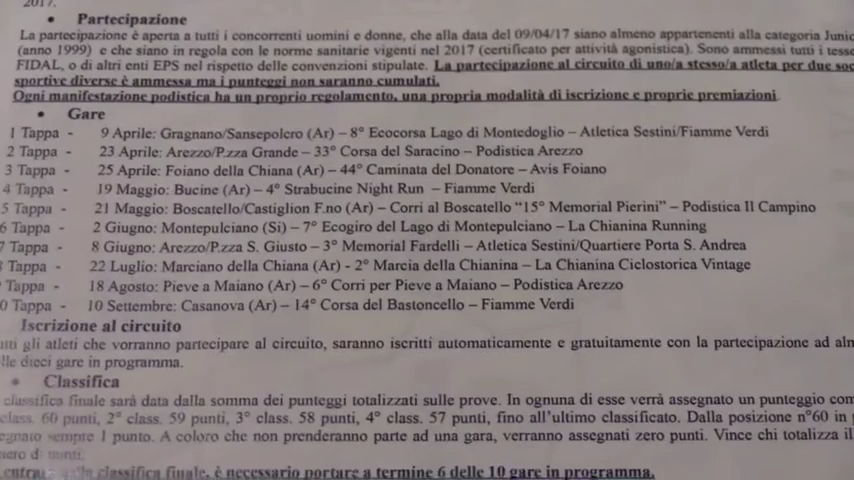 2017.
• Partecipazione
La partecipazione è aperta a tutti i concorrenti uomini e donne, che alla data del 09/04/17 siano almeno appartenenti alla categoria Junio
(anno 1999) e che siano in regola con le norme sanitarie vigenti nel 2017 (certificato per attività agonistica). Sono ammessi tutti i tesse
FIDAL, o di altri enti EPS nel rispetto delle convenzioni stipulate. La partecipazione al circuito di uno/a stesso/a atleta per due soc
sportive diverse è ammessa ma i punteggi non saranno cumulati.
Ogni manifestazione podistica ha un proprio regolamento, una propria modalità di iscrizione e proprie premiazioni
• Gare
1 Tappa - 9 Aprile: Gragnano/Sansepolcro (Ar) – 8° Ecocorsa Lago di Montedoglio – Atletica Sestini/Fiamme Verdi
2 Tappa - 23 Aprile: Arezzo/P.zza Grande – 33° Corsa del Saracino – Podistica Arezzo
3 Tappa - 25 Aprile: Foiano della Chiana (Ar) – 44° Caminata del Donatore – Avis Foiano
4 Tappa - 19 Maggio: Bucine (Ar) – 4° Strabucine Night Run – Fiamme Verdi
5 Tappa - 21 Maggio: Boscatello/Castiglion F.no (Ar) – Corri al Boscatello “15° Memorial Pierini” – Podistica Il Campino
6 Tappa - 2 Giugno: Montepulciano (Si) – 7° Ecogiro del Lago di Montepulciano – La Chianina Running
7 Tappa - 8 Giugno: Arezzo/P.zza S. Giusto – 3° Memorial Fardelli – Atletica Sestini/Quartiere Porta S. Andrea
Tappa - 22 Luglio: Marciano della Chiana (Ar) - 2° Marcia della Chianina – La Chianina Ciclostorica Vintage
Tappa - 18 Agosto: Pieve a Maiano (Ar) – 6° Corri per Pieve a Maiano – Podistica Arezzo
0 Tappa - 10 Settembre: Casanova (Ar) – 14° Corsa del Bastoncello – Fiamme Verdi
Iscrizione al circuito
utti gli atleti che vorranno partecipare al circuito, saranno iscritti automaticamente e gratuitamente con la partecipazione ad alm
lle dieci gare in programma.
• Classifica
classifica finale sarà data dalla somma dei punteggi totalizzati sulle prove. In ognuna di esse verrà assegnato un punteggio com
class. 60 punti, 2° class. 59 punti, 3° class. 58 punti, 4° class. 57 punti, fino all'ultimo classificato. Dalla posizione n°60 in
egnato sempre 1 punto. A coloro che non prenderanno parte ad una gara, verranno assegnati zero punti. Vince chi totalizza il
mero di punti.
classifica finale, è necessario portare a termine 6 delle 10 gare in programma.